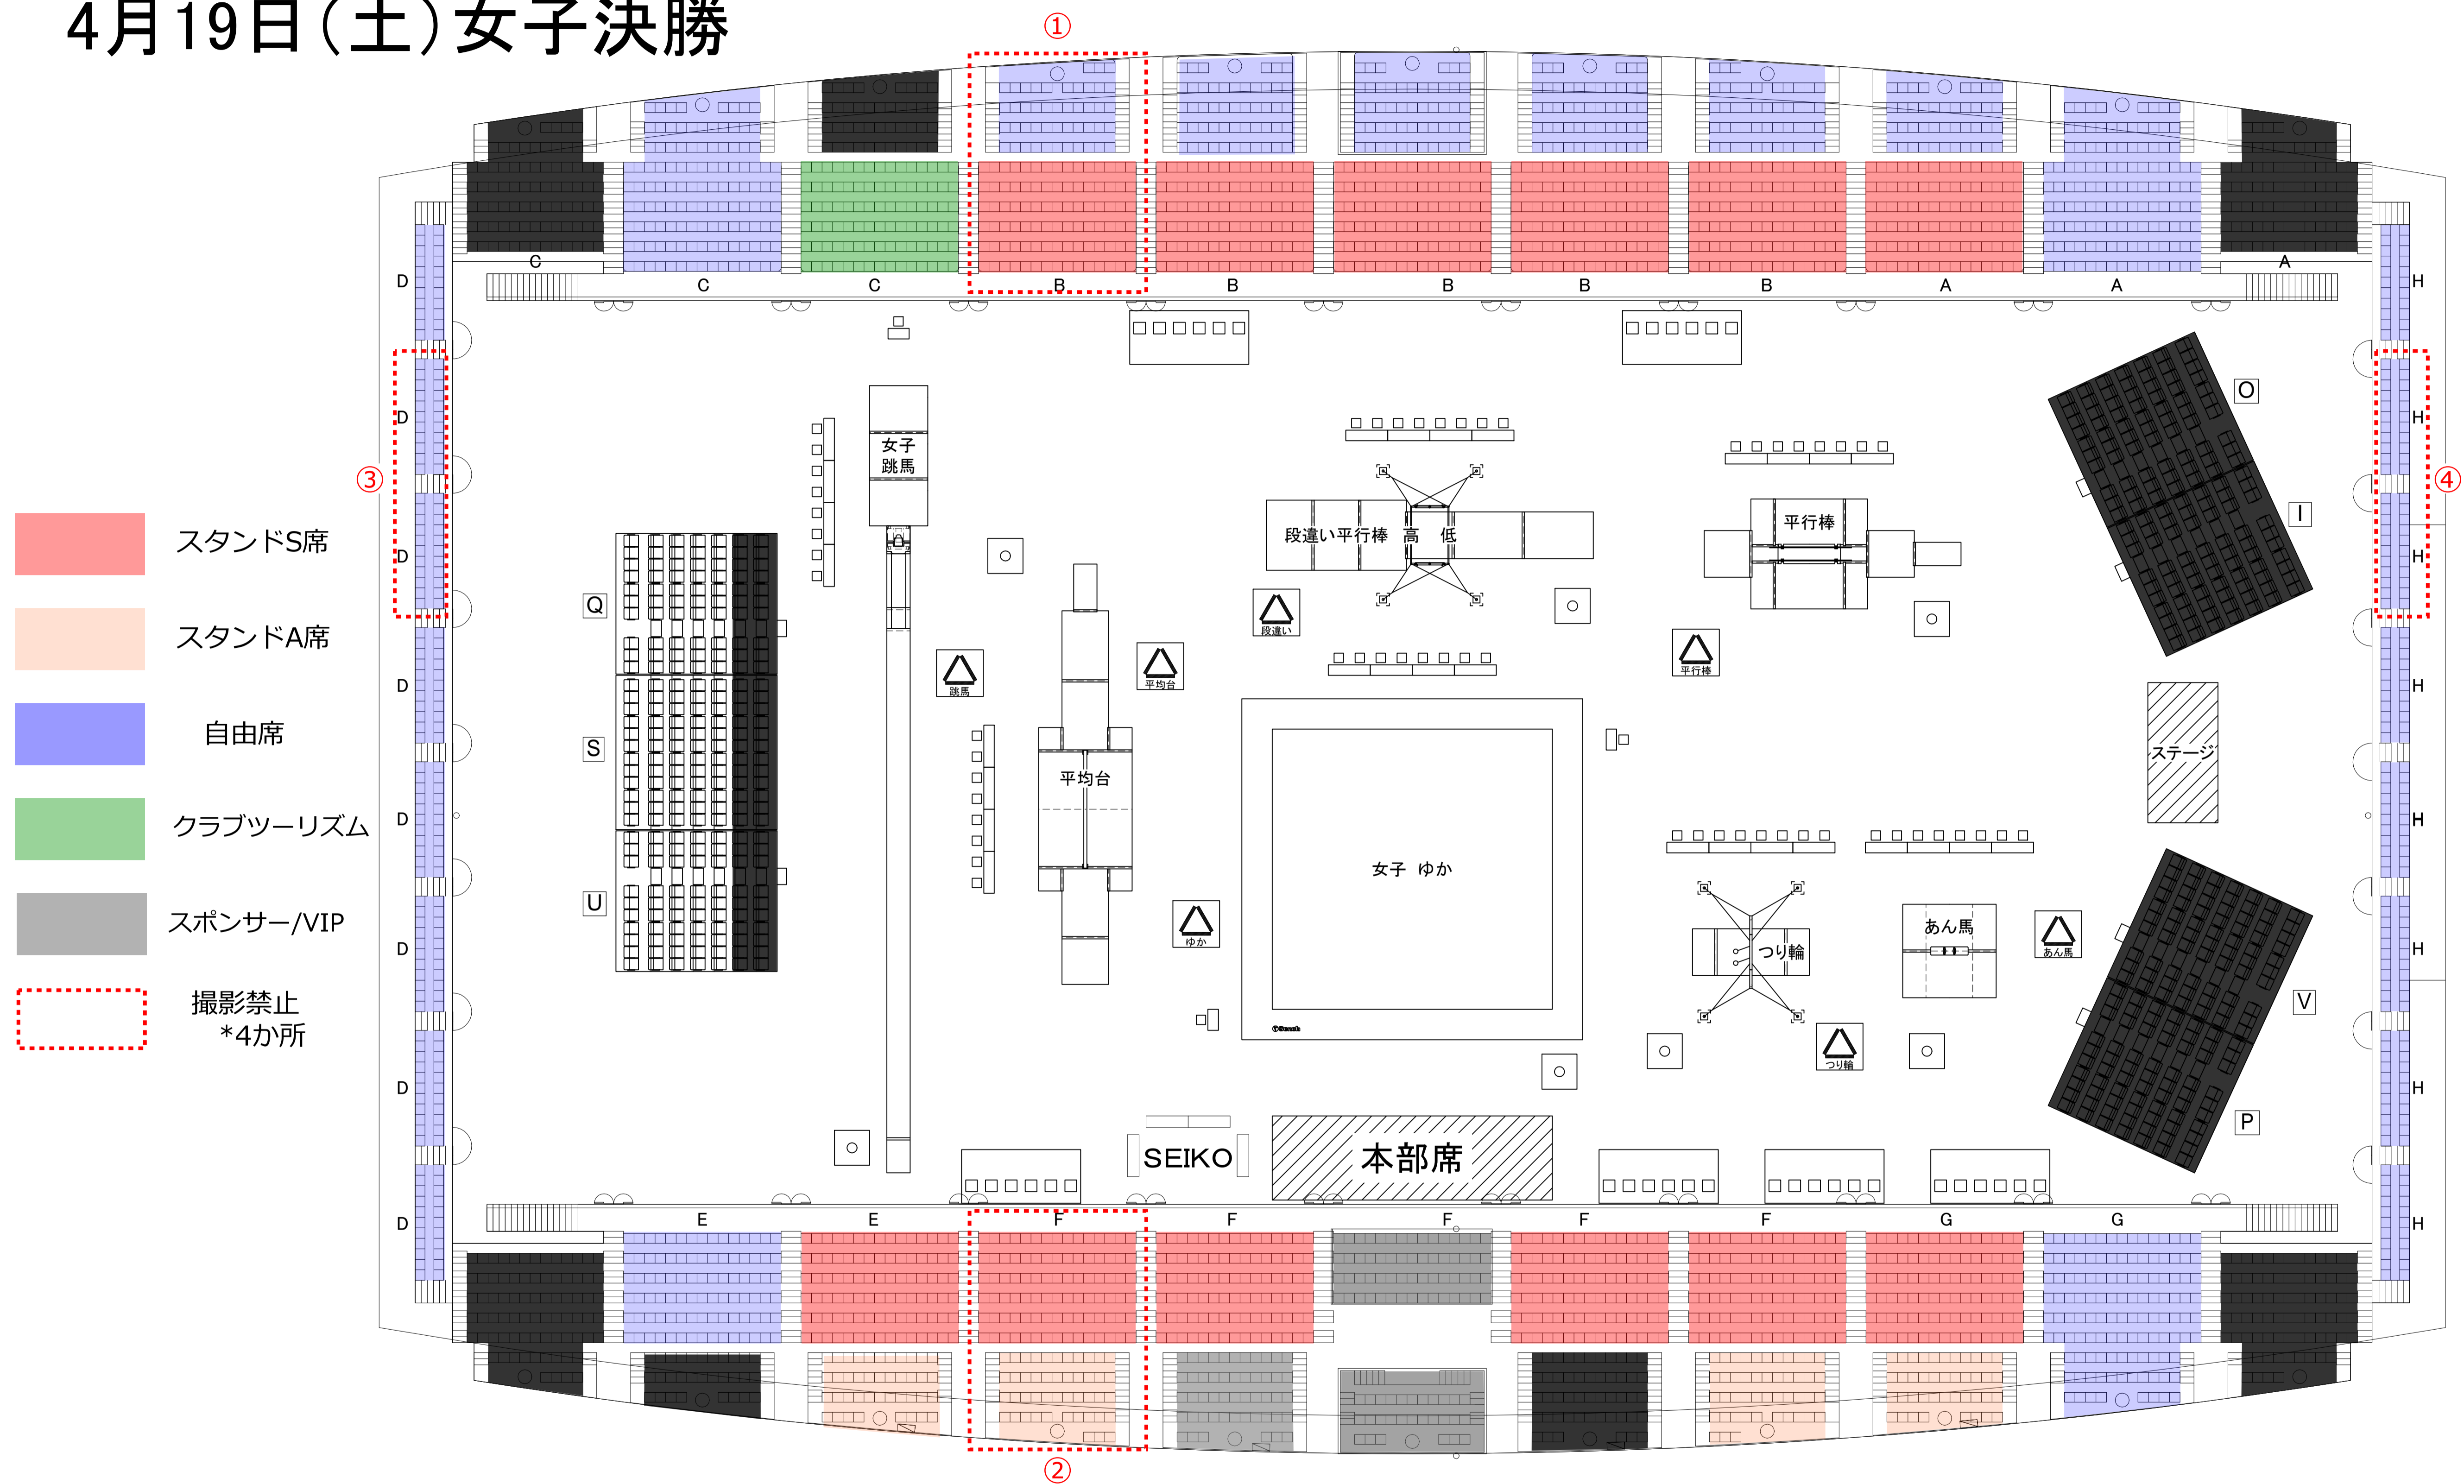 4月19日(土)女子決勝
①
C
C
C
B
B
B
B
B
A
A
A
D
D
D
D
D
D
D
D
③
H
H
H
H
H
H
H
H
④
スタンドS席
スタンドA席
自由席
クラブツーリズム
スポンサー/VIP
撮影禁止
*4か所
女子
跳馬
段違い平行棒 高 低
平行棒
O
I
Q
S
U
跳馬
平均台
段違い
平行棒
平均台
ステージ
女子 ゆか
ゆか
つり輪
あん馬
あん馬
つり輪
V
P
SEIKO
本部席
E
E
F
F
F
F
F
G
G
②